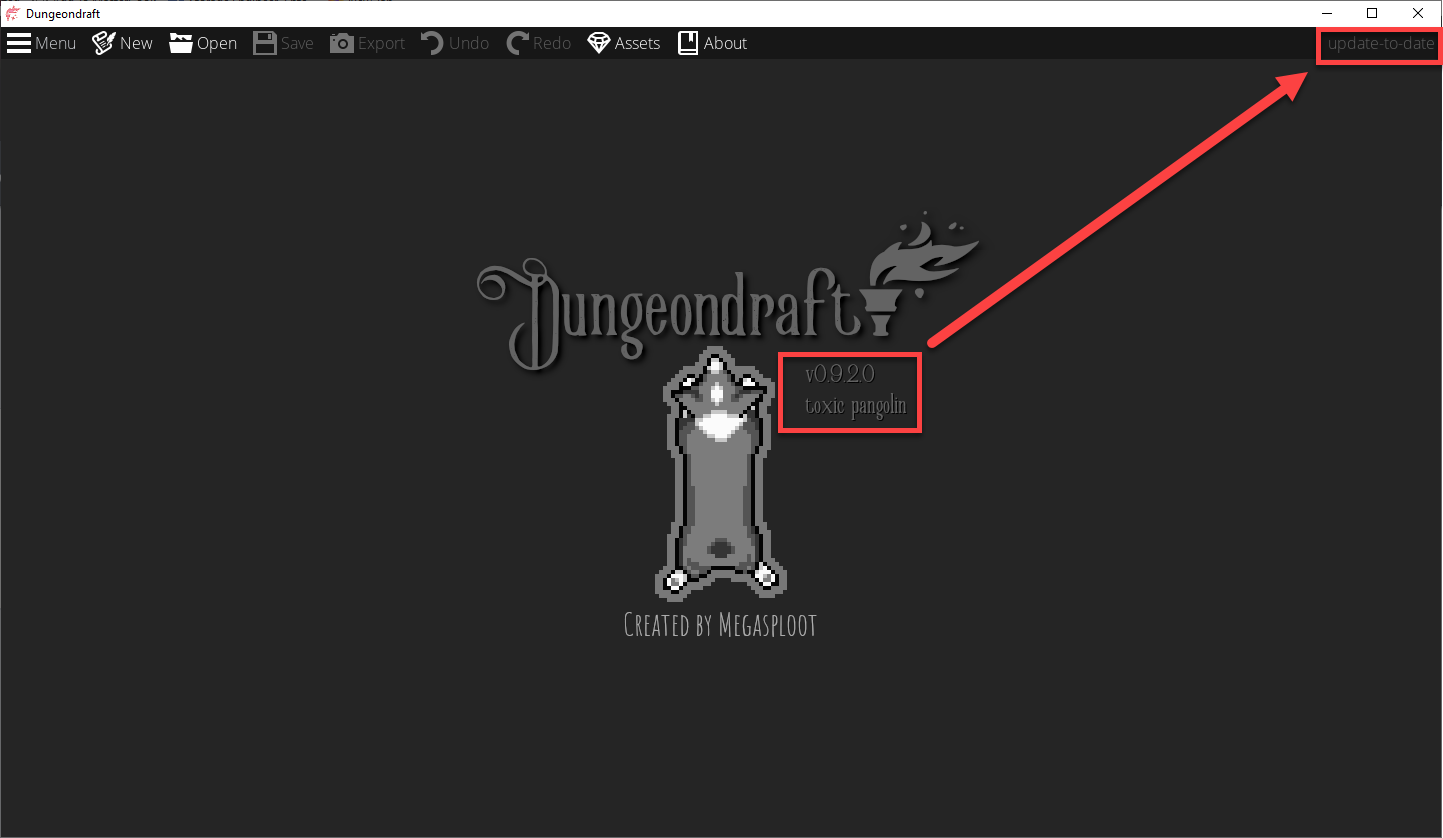 Dungeondraft
Menu New Open Save Export Undo Redo Assets About update-to-date
Dungeondraft
v0.9.2.0
toxic pangolin
Created by Megasploot